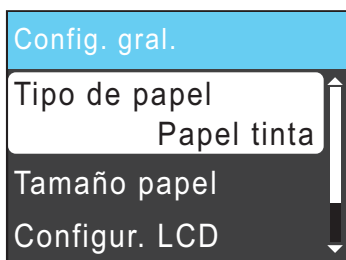 Config. gral.
Tipo de papel
Papel tinta
Tamaño papel
Configur. LCD